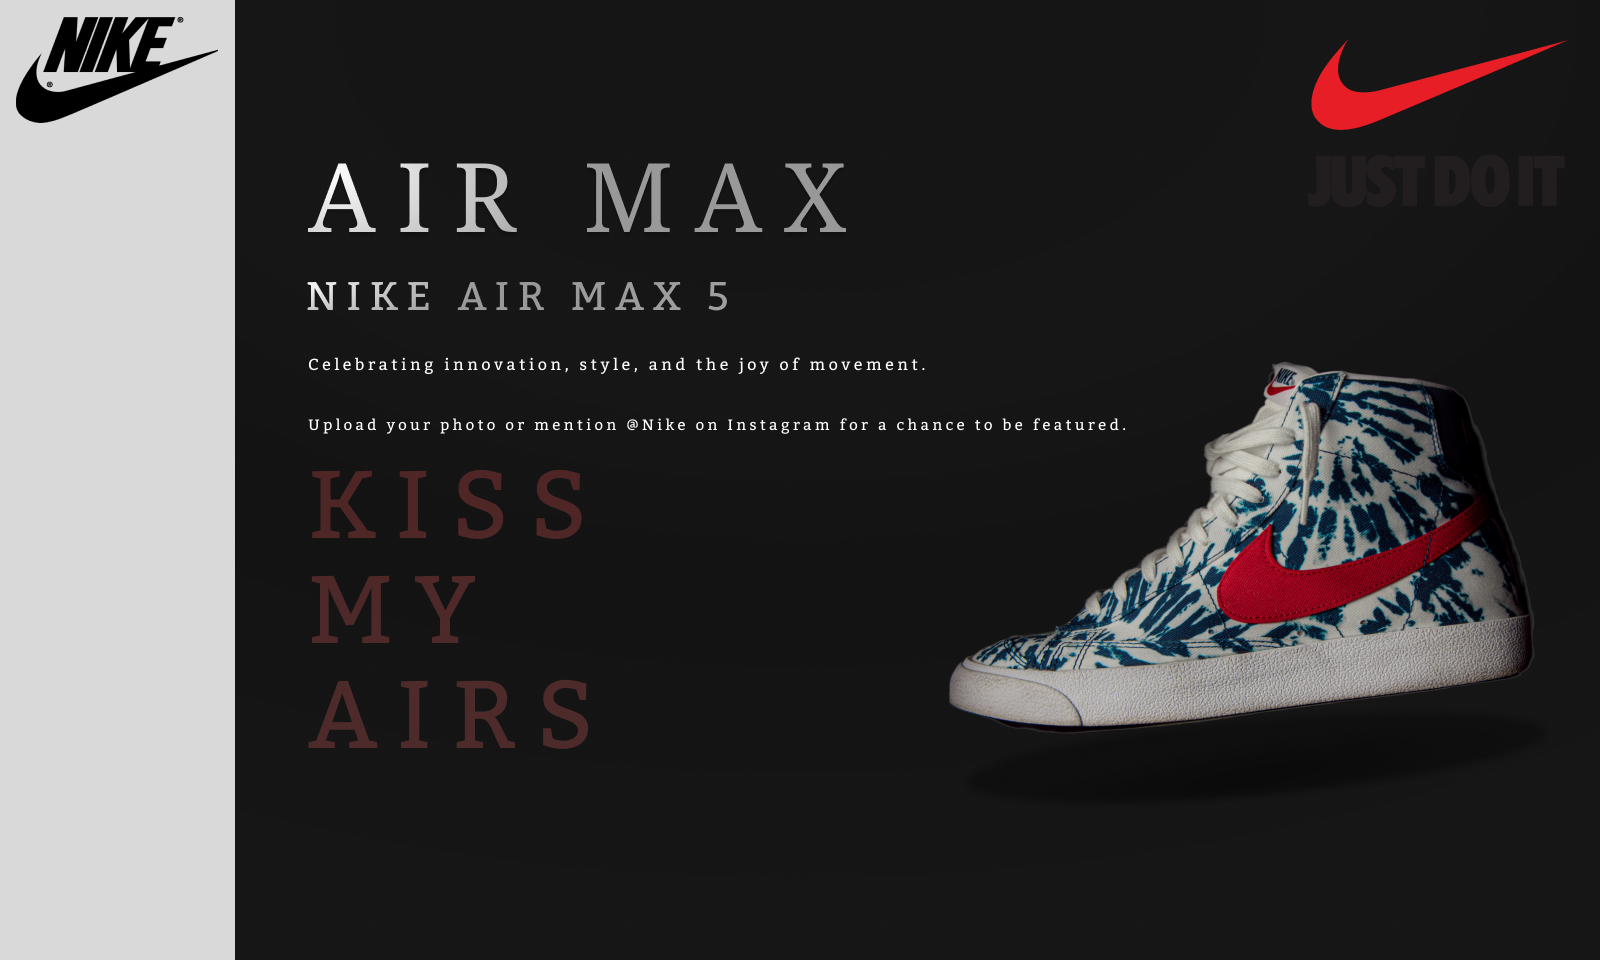 NIKE
JUST DO IT
AIR MAX
NIKE AIR MAX 5
Celebrating innovation, style, and the joy of movement.
Upload your photo or mention @Nike on Instagram for a chance to be featured.
NIKE
KISS
MY
AIRS